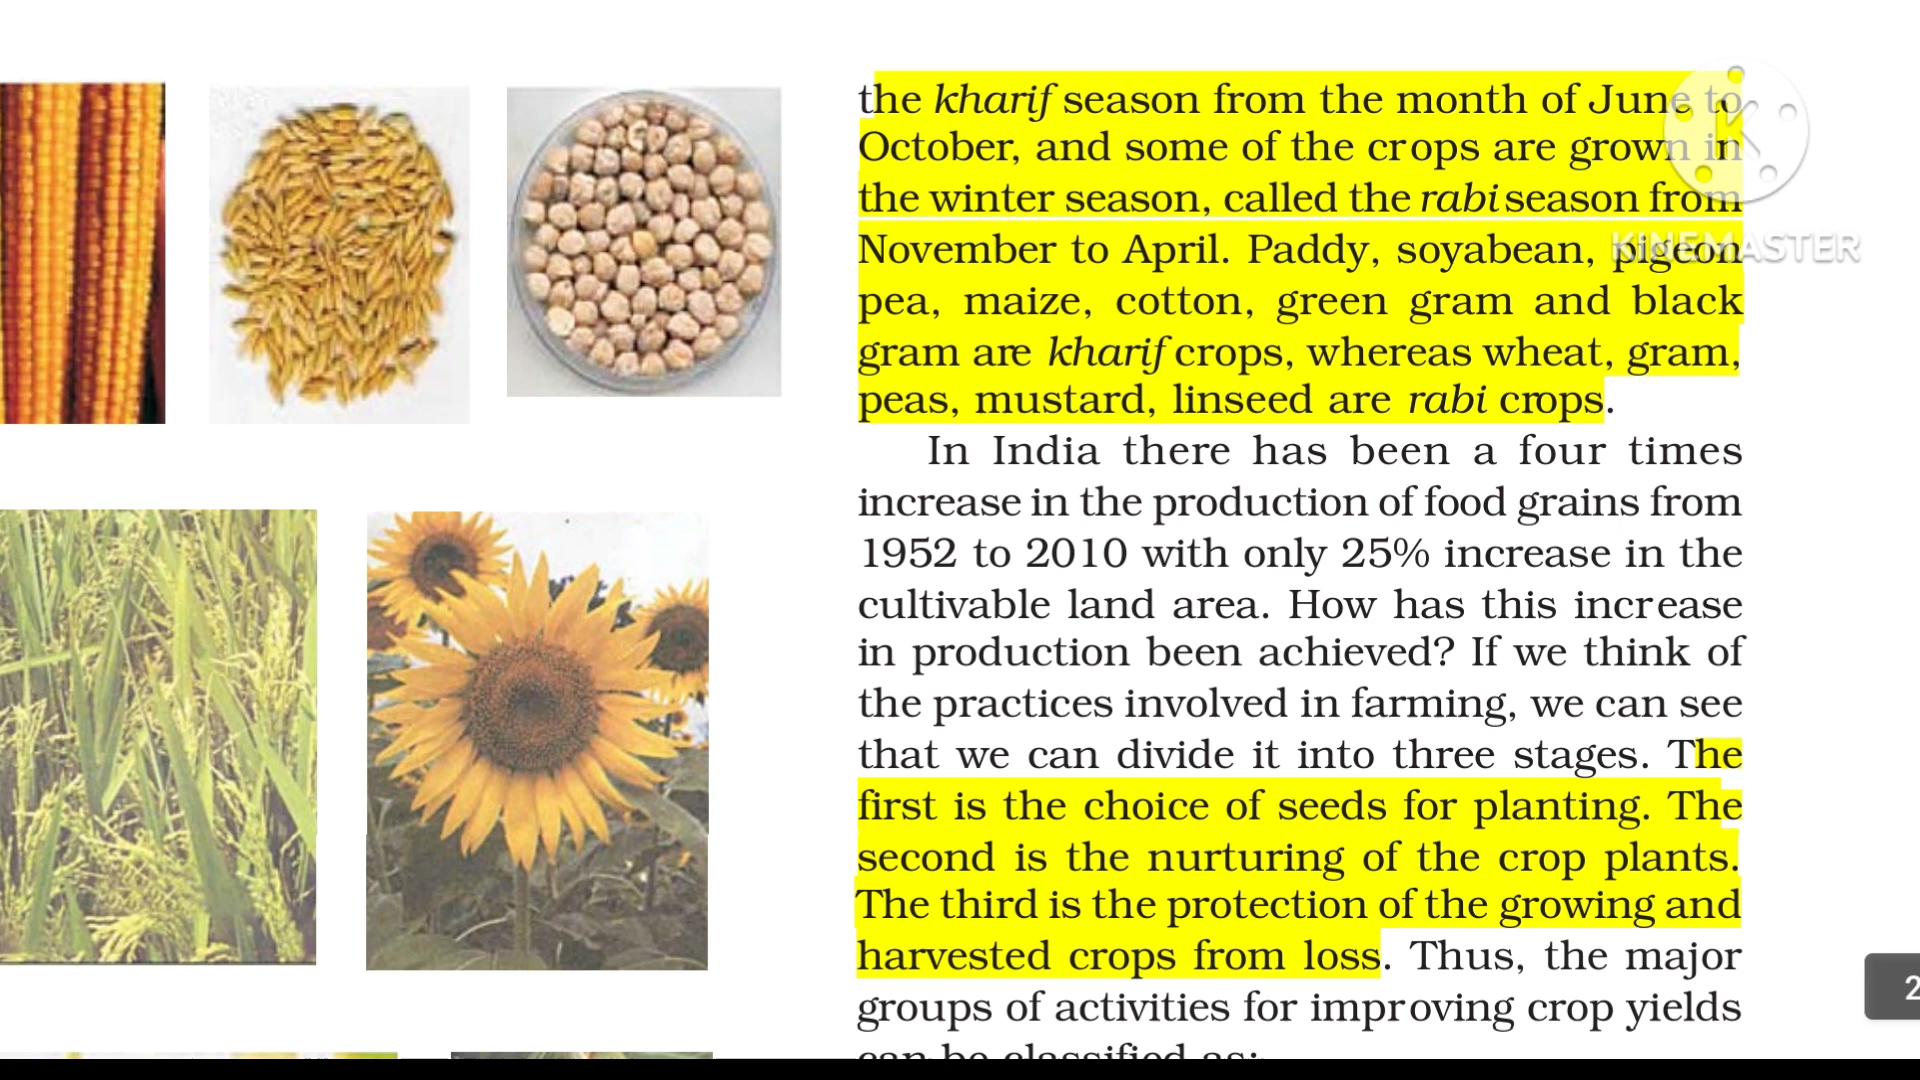 the kharif season from the month of June to
October, and some of the crops are grown in
the winter season, called the rabi season from
November to April. Paddy, soyabean, pigeon
pea, maize, cotton, green gram and black
gram are kharif crops, whereas wheat, gram,
peas, mustard, linseed are rabi crops.
In India there has been a four times
increase in the production of food grains from
1952 to 2010 with only 25% increase in the
cultivable land area. How has this increase
in production been achieved? If we think of
the practices involved in farming, we can see
that we can divide it into three stages. The
first is the choice of seeds for planting. The
second is the nurturing of the crop plants.
The third is the protection of the growing and
harvested crops from loss. Thus, the major
groups of activities for improving crop yields
can be classified as:
K
KINEMASTER
2